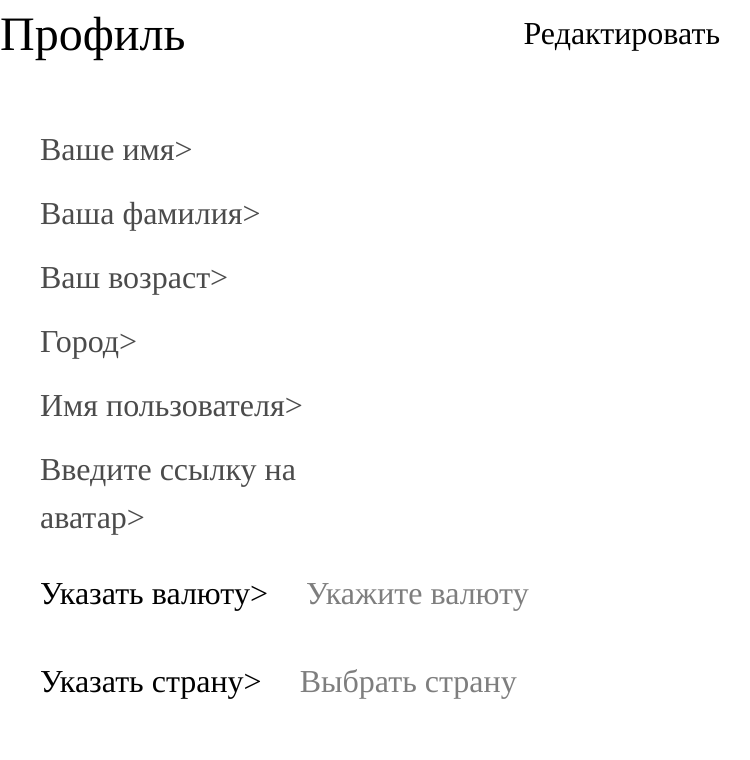 Профиль Редактировать
Ваше имя>
Ваша фамилия>
Ваш возраст>
Город>
Имя пользователя>
Введите ссылку на
аватар>
Указать валюту> Укажите валюту
Указать страну> Выбрать страну